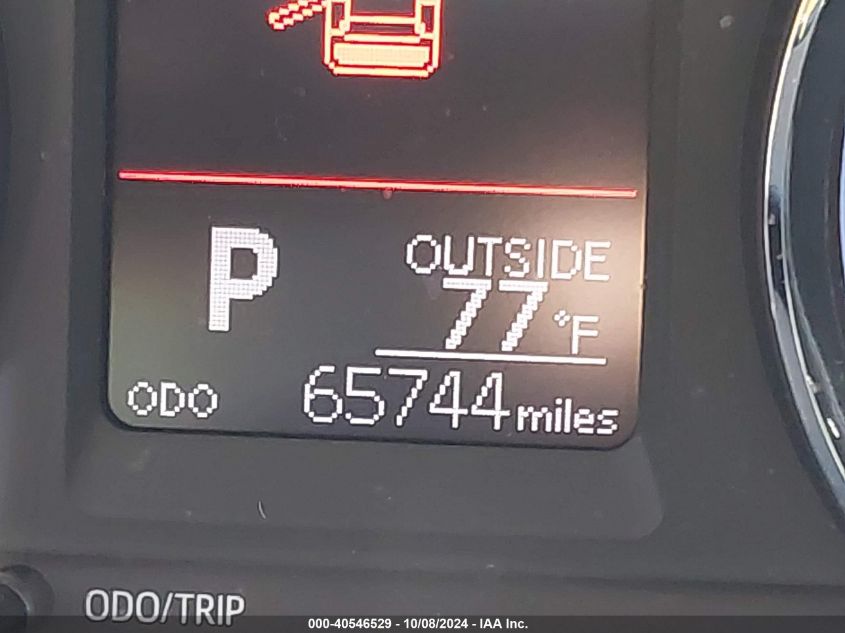 P
OUTSIDE
77°F
ODO 65744 miles
ODO/TRIP
000-40546529 - 10/08/2024 - IAA Inc.